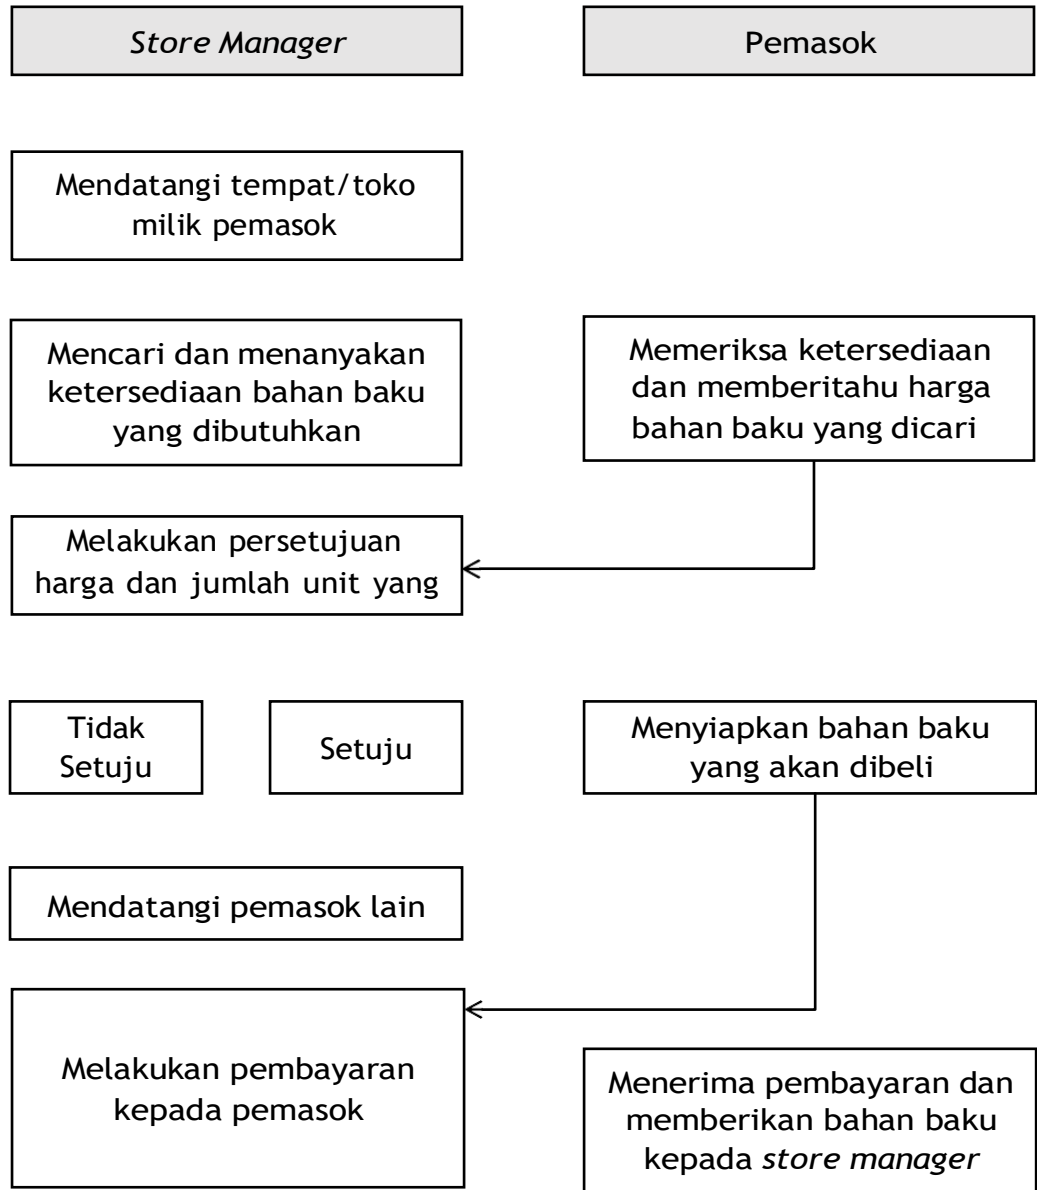 Store Manager
Pemasok
Mendatangi tempat/toko
milik pemasok
Mencari dan menanyakan
ketersediaan bahan baku
yang dibutuhkan
Memeriksa ketersediaan
dan memberitahu harga
bahan baku yang dicari
Melakukan persetujuan
harga dan jumlah unit yang
Tidak
Setuju
Setuju
Menyiapkan bahan baku
yang akan dibeli
Mendatangi pemasok lain
Melakukan pembayaran
kepada pemasok
Menerima pembayaran dan
memberikan bahan baku
kepada store manager